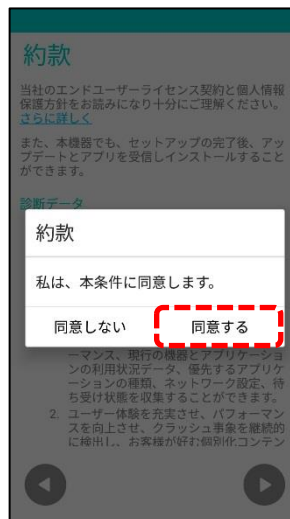 約款
当社のエンドユーザーライセンス契約と個人情報
保護方針をお読みになり十分にご理解ください。
さらに詳しく
また、本機器でも、セットアップの完了後、アッ
プデートとアプリを受信しインストールすること
ができます。
診断データ
約款
私は、本条件に同意します。
同意しない
同意する
ーマンス、現行の機器とアプリケーショ
ンの利用状況データ、優先するアプリケ
ーションの種類、ネットワーク設定、待
ち受け状態を収集することができます。
2. ユーザー体験を充実させ、パフォーマン
スを向上させ、クラッシュ事象を継続的
に検出し、お客様が好む個別化コンテン